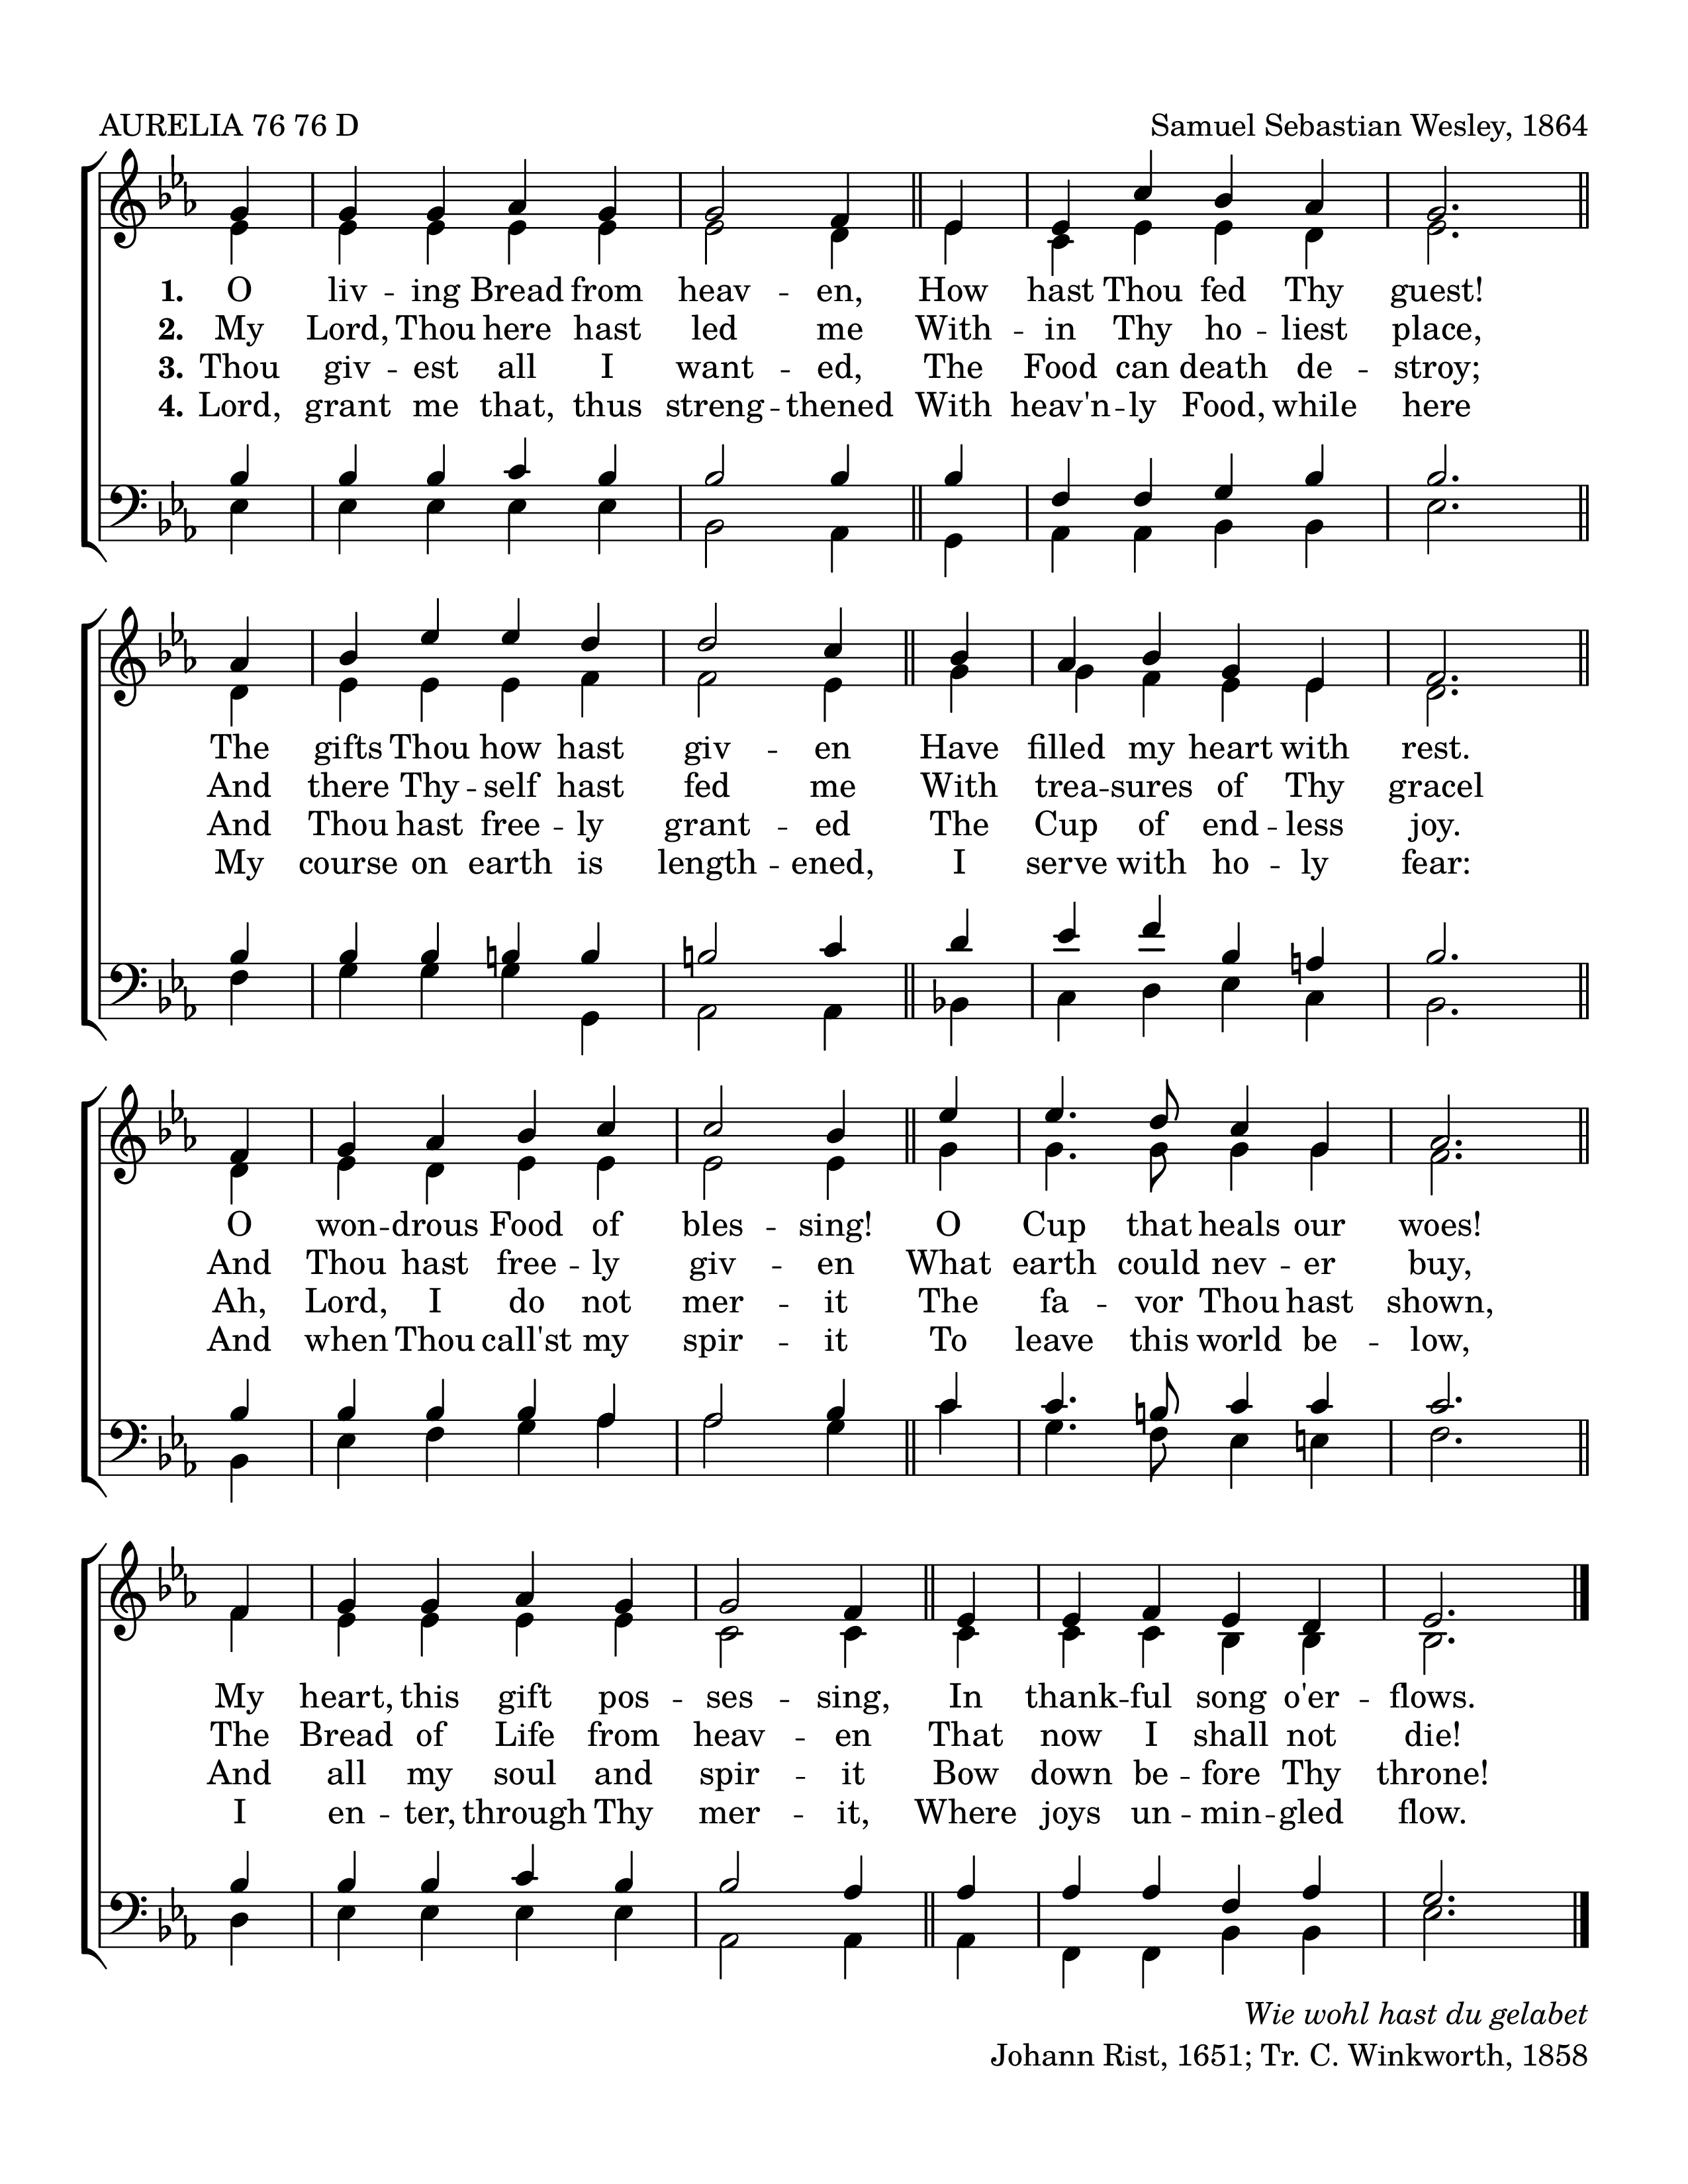 AURELIA 76 76 D
Samuel Sebastian Wesley, 1864
1. O liv - ing Bread from heav - en, How hast Thou fed Thy guest!
2. My Lord, Thou here hast led me With - in Thy ho - liest place,
3. Thou giv - est all I want - ed, The Food can death de - stroy;
4. Lord, grant me that, thus streng - thened With heav'n - ly Food, while here
The gifts Thou how hast giv - en Have filled my heart with rest.
And there Thy - self hast fed me With trea - sures of Thy gracel
And Thou hast free - ly grant - ed The Cup of end - less joy.
My course on earth is length - ened, I serve with ho - ly fear:
O won - drous Food of bles - sing! O Cup that heals our woes!
And Thou hast free - ly giv - en What earth could nev - er buy,
Ah, Lord, I do not mer - it The fa - vor Thou hast shown,
And when Thou call'st my spir - it To leave this world be - low,
My heart, this gift pos - ses - sing, In thank - ful song o'er - flows.
The Bread of Life from heav - en That now I shall not die!
And all my soul and spir - it Bow down be - fore Thy throne!
I en - ter, through Thy mer - it, Where joys un - min - gled flow.
Wie wohl hast du gelabet
Johann Rist, 1651; Tr. C. Winkworth, 1858